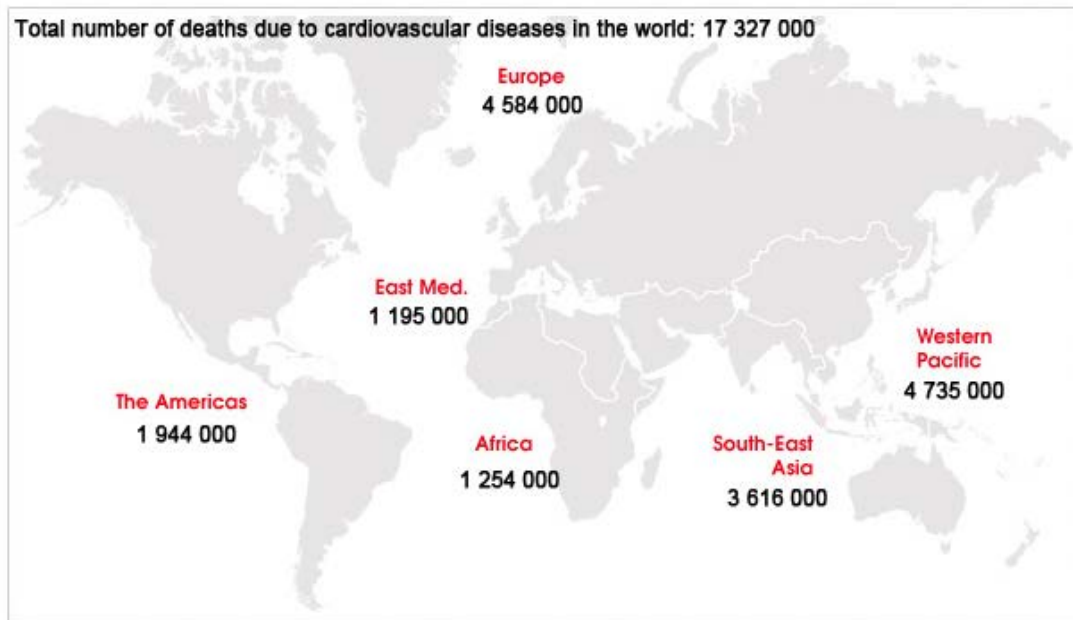 Total number of deaths due to cardiovascular diseases in the world: 17 327 000
Europe
4 584 000
East Med.
1 195 000
Western
Pacific
4 735 000
The Americas
1 944 000
Africa
1 254 000
South-East
Asia
3 616 000